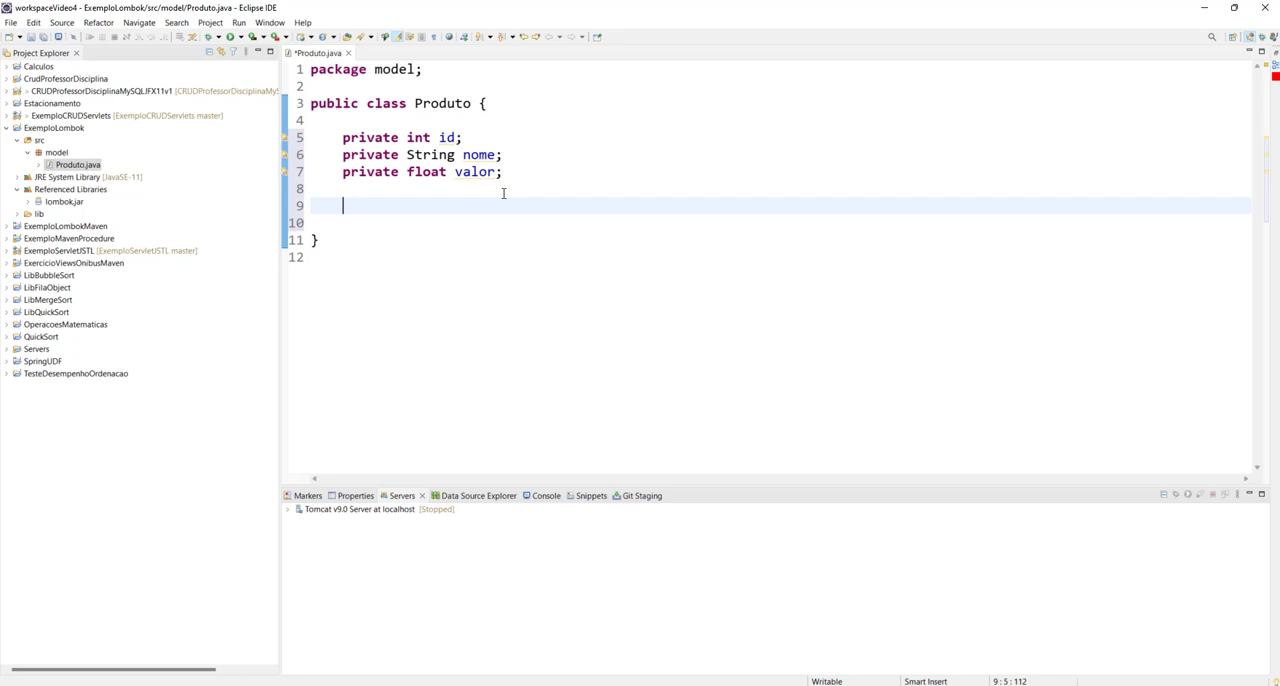 workspaceVideo4 - ExemploLombok/src/model/Produto.java - Eclipse IDE
File Edit Source Refactor Navigate Search Project Run Window Help
Project Explorer
*Produto.java
Calculos
CrudProfessorDisciplina
> CRUDProfessorDisciplinaMySQLJFX11v1 [CRUDProfessorDisciplinaMyS
Estacionamento
> ExemploCRUDServlets [ExemploCRUDServlets master]
ExemploLombok
src
model
Produto.java
JRE System Library [JavaSE-11]
Referenced Libraries
lombok.jar
lib
ExemploLombokMaven
ExemploMavenProcedure
ExemploServletJSTL [ExemploServletJSTL master]
ExercicioViewsOnibusMaven
LibBubbleSort
LibFilaObject
LibMergeSort
LibQuickSort
OperacoesMatematicas
QuickSort
Servers
SpringUDF
TesteDesempenhoOrdenacao
1 package model;
2
3 public class Produto {
4
5 private int id;
6 private String nome;
7 private float valor;
8
9
10
11 }
12
Markers Properties Servers Data Source Explorer Console Snippets Git Staging
Tomcat v9.0 Server at localhost [Stopped]
Writable Smart Insert 9 : 5 : 112